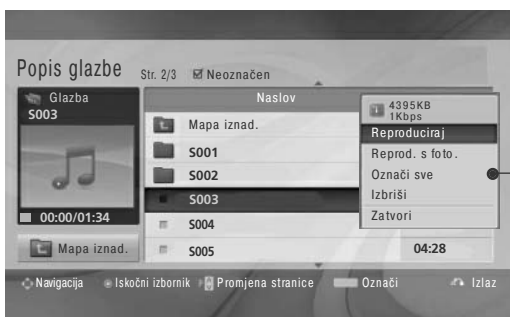 Popis glazbe Str. 2/3 Neoznačen
Glazba
S003
00:00/01:34
Mapa iznad.
Naslov
Mapa iznad.
S001
S002
S003
S004
S005 04:28
4395KB
1Kbps
Reproduciraj
Reprod. s foto.
Označi sve
Izbriši
Zatvori
Navigacija Iskočni izbornik Promjena stranice Označi Izlaz